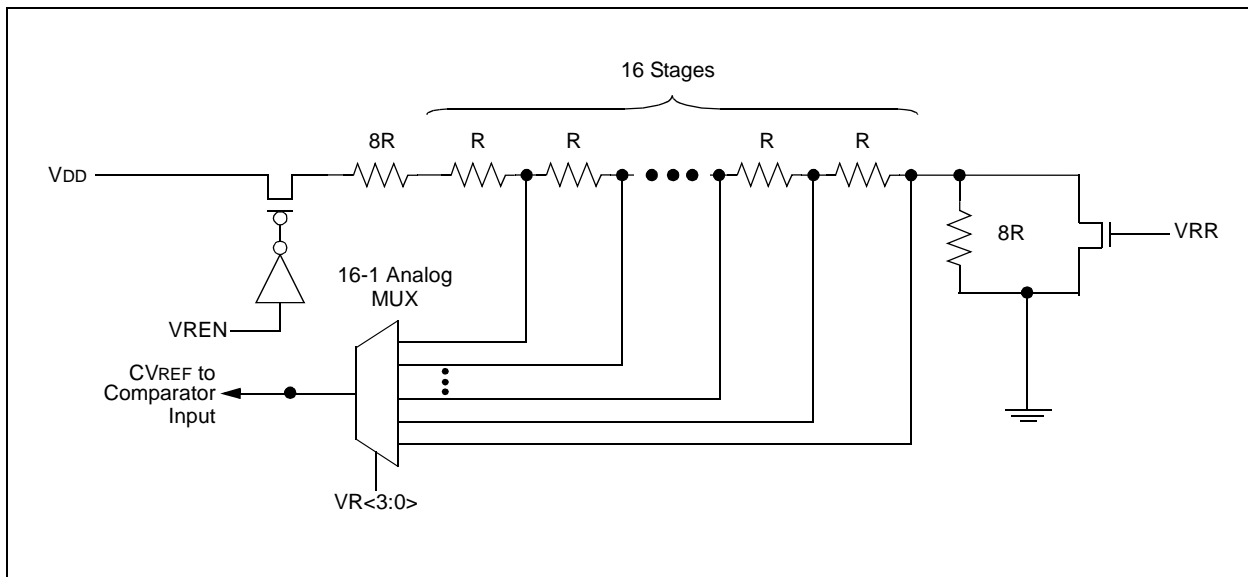 16 Stages
8R
R
R
R
R
VDD
8R
VRR
16-1 Analog
MUX
VREN
CVREF to
Comparator
Input
VR<3:0>